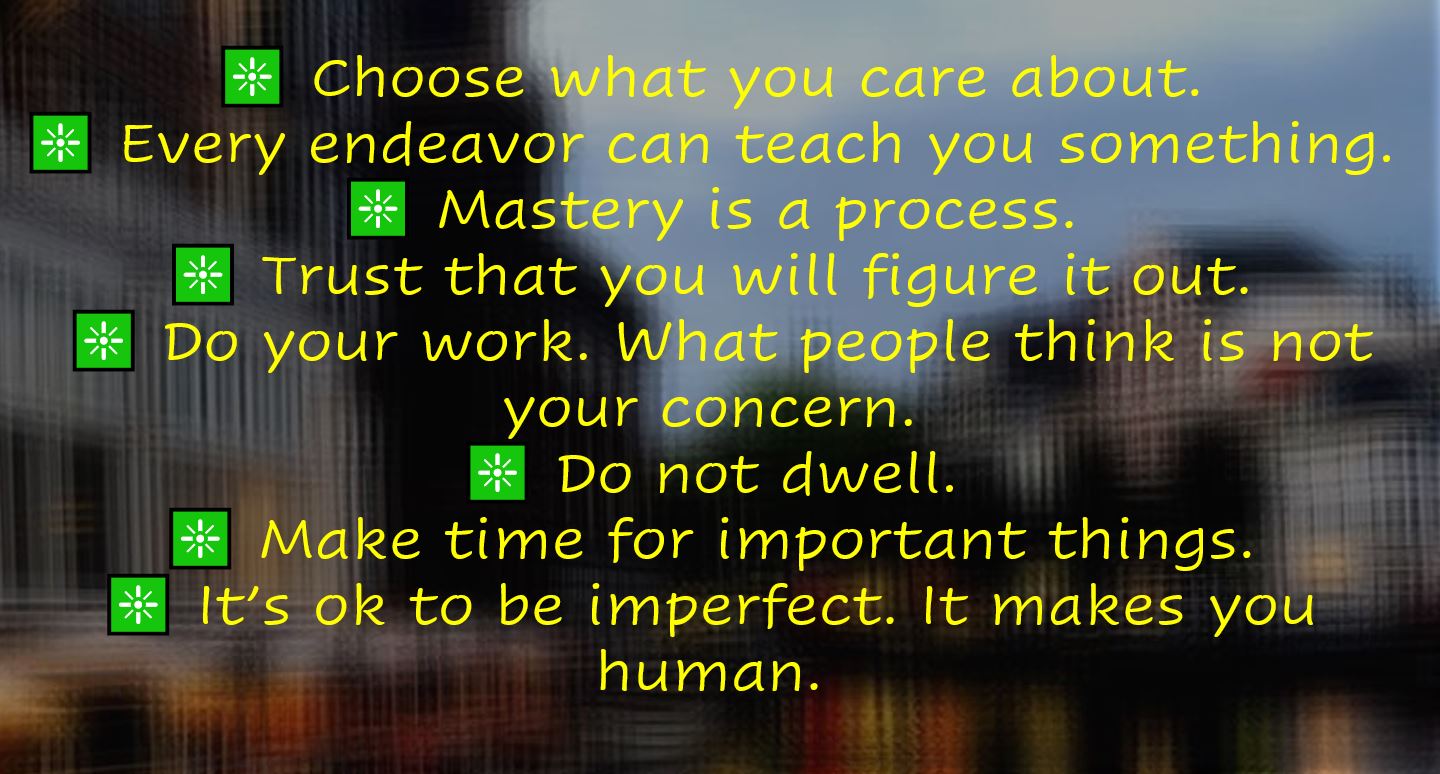 ❇ Choose what you care about.
❇ Every endeavor can teach you something.
❇ Mastery is a process.
❇ Trust that you will figure it out.
❇ Do your work. What people think is not
your concern.
❇ Do not dwell.
❇ Make time for important things.
❇ It’s ok to be imperfect. It makes you
human.